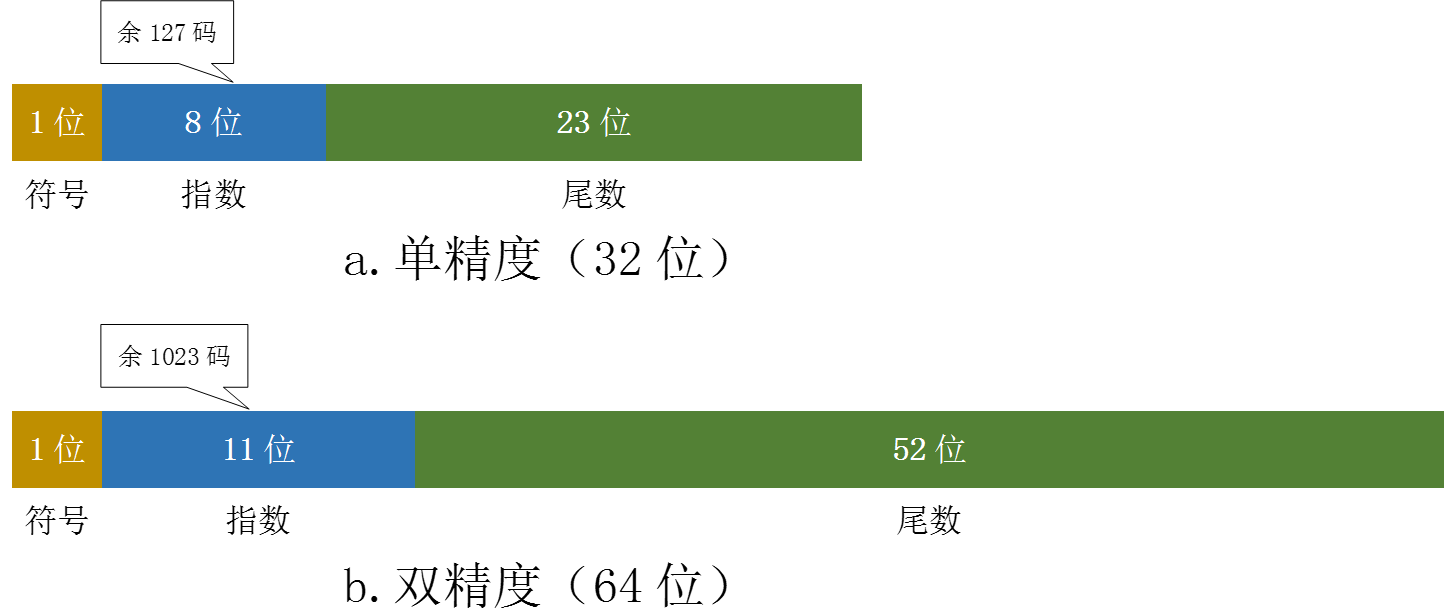 余 127 码
1 位 8 位 23 位
符号 指数 尾数
a. 单精度（32 位）
余 1023 码
1 位 11 位 52 位
符号 指数 尾数
b. 双精度（64 位）